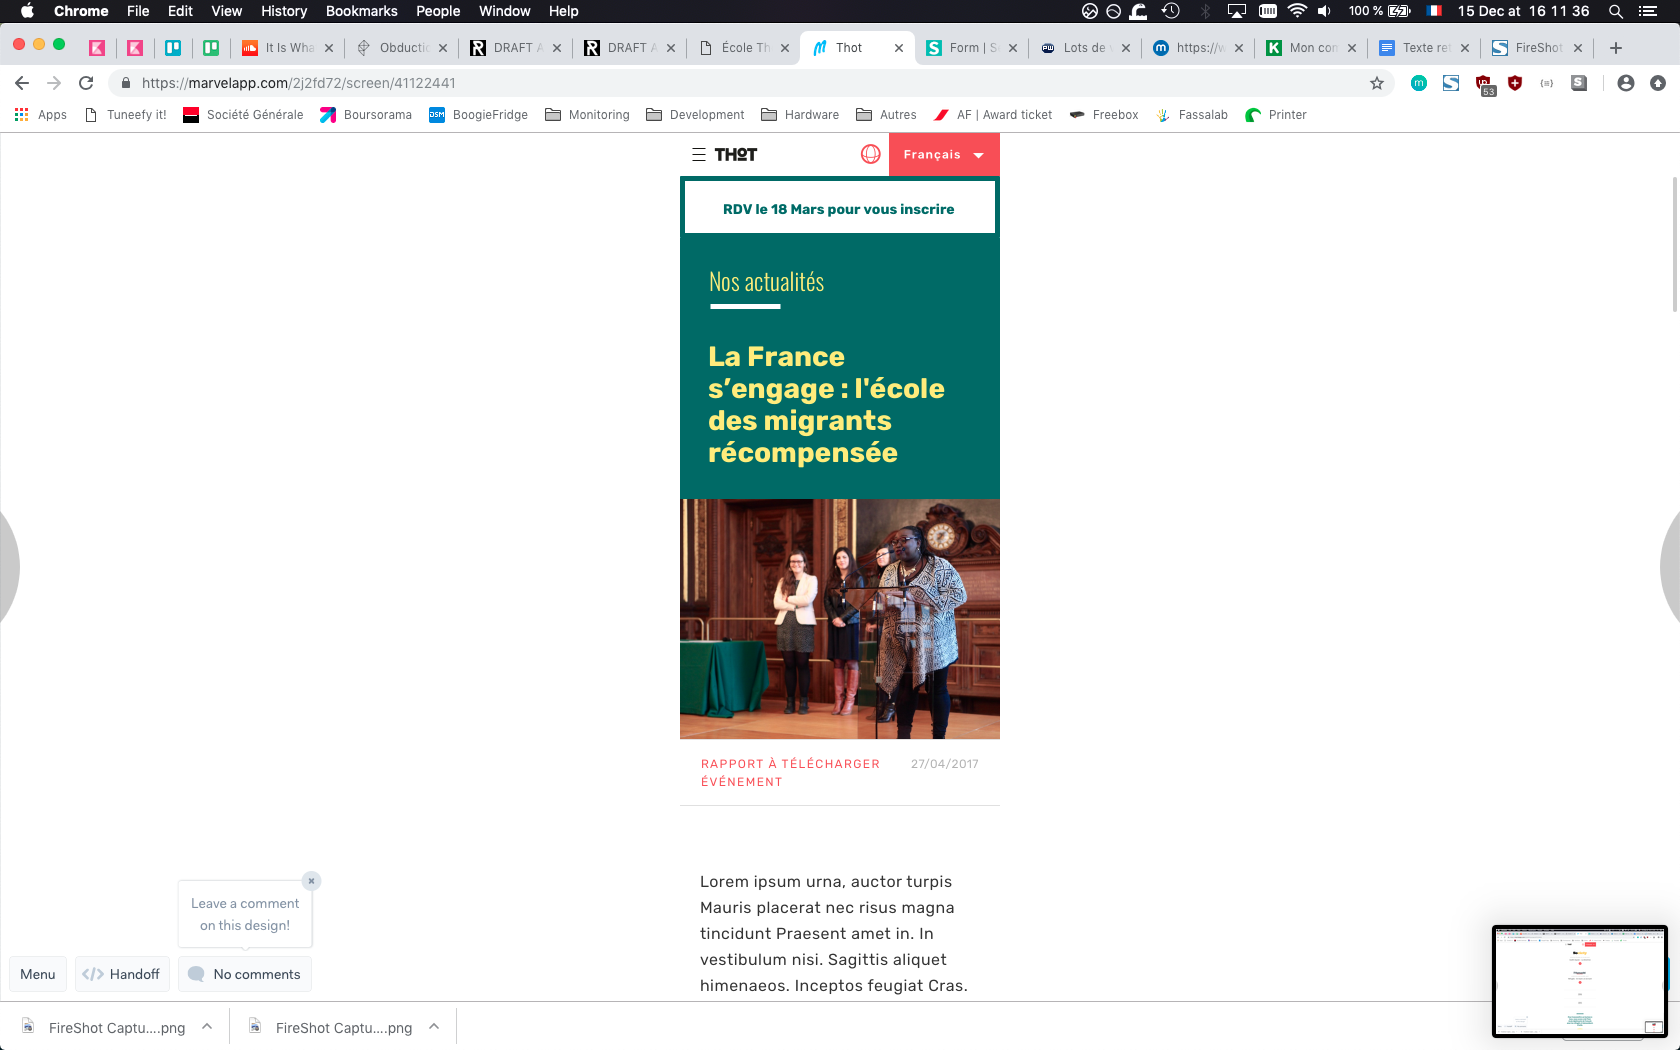 Chrome File Edit View History Bookmarks People Window Help 100 % 15 Dec at 16 11 36
It Is Wha Obductio DRAFT A DRAFT A École Th Thot Form | S Lots de https://w Mon con Texte ret FireShot
https://marvelapp.com/2j2fd72/screen/41122441 53
Apps Tuneefy it! Société Générale Boursorama BoogieFridge Monitoring Development Hardware Autres AF | Award ticket Freebox Fassalab Printer
THOT Français
RDV le 18 Mars pour vous inscrire
Nos actualités
La France
s’engage : l'école
des migrants
récompensée
RAPPORT À TÉLÉCHARGER 27/04/2017
ÉVÉNEMENT
Lorem ipsum urna, auctor turpis
Mauris placerat nec risus magna
tincidunt Praesent amet in. In
vestibulum nisi. Sagittis aliquet
himenaeos. Inceptos feugiat Cras.
Leave a comment
on this design!
Menu </> Handoff No comments
FireShot Captu....png FireShot Captu....png